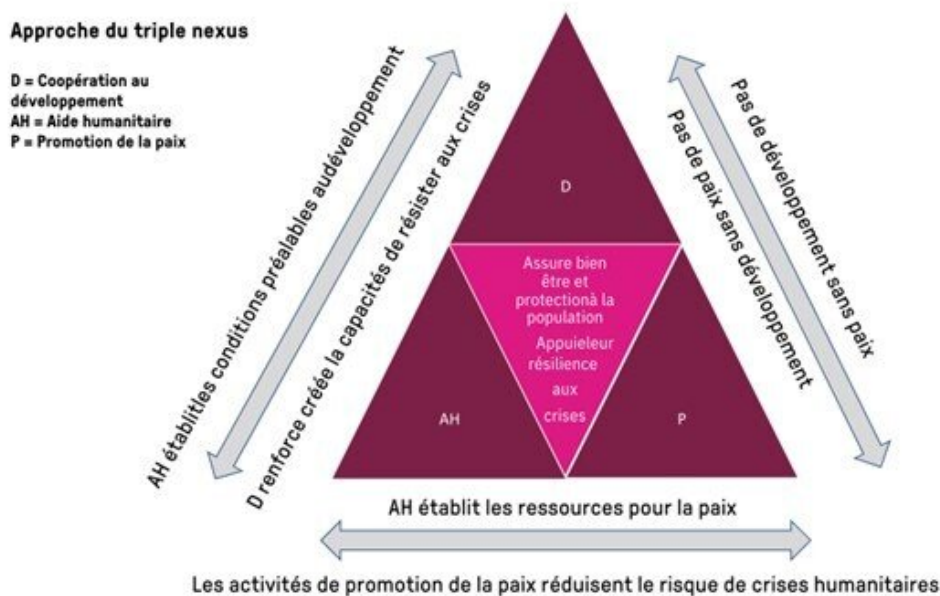 Approche du triple nexus
D = Coopération au
développement
AH = Aide humanitaire
P = Promotion de la paix
AH établitles conditions préalables audéveloppement
D renforce créée la capacités de résister aux crises
D
Pas de développement sans paix
Pas de paix sans développement
Assure bien
être et
protectionà la
population
Appuieleur
résilience
aux
crises
AH
P
AH établit les ressources pour la paix
Les activités de promotion de la paix réduisent le risque de crises humanitaires